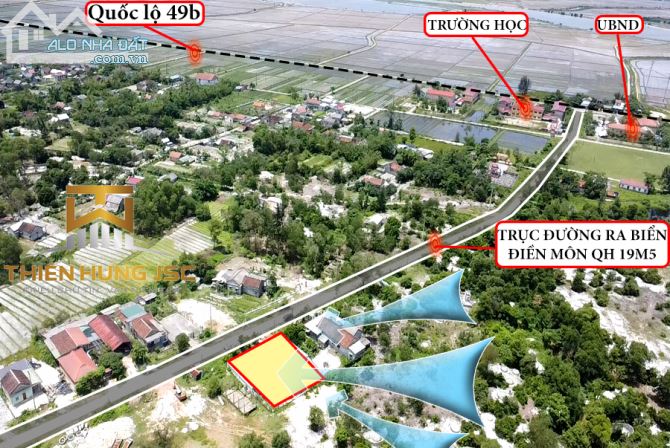 Quốc lộ 49b
TRƯỜNG HỌC
UBND
ALO NHÀ ĐẤT
.com.vn
TRỤC ĐƯỜNG RA BIỂN
ĐIỀN MÔN QH 19M5
THIEN HUNG JSC